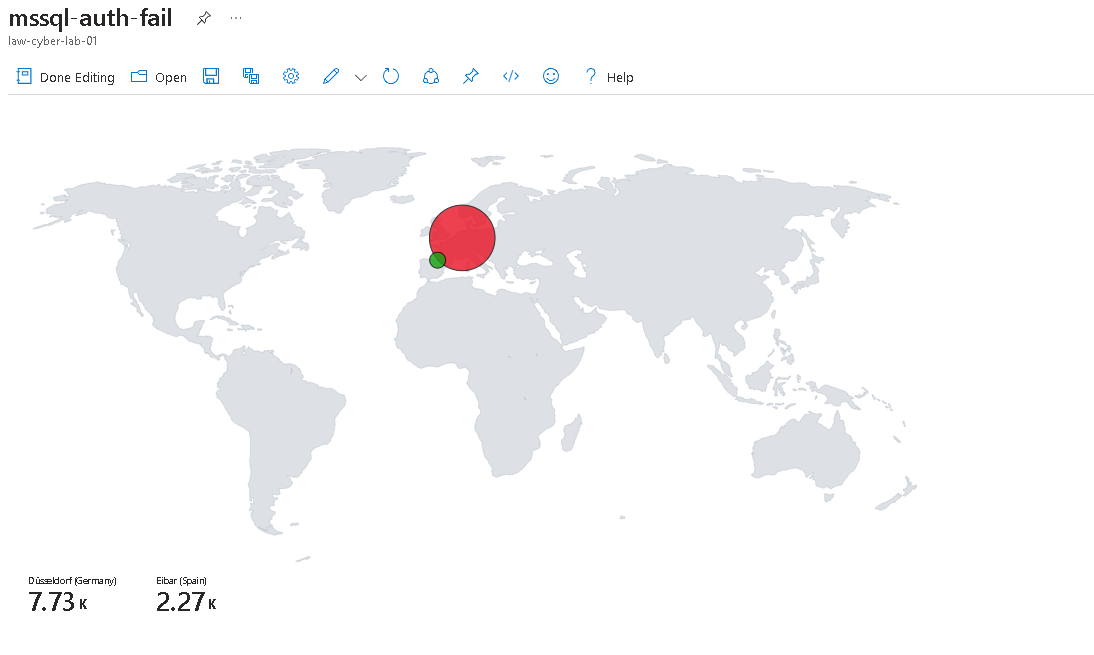 mssql-auth-fail
law-cyber-lab-01
Done Editing Open Help
Düsseldorf (Germany) Eibar (Spain)
7.73 K 2.27 K